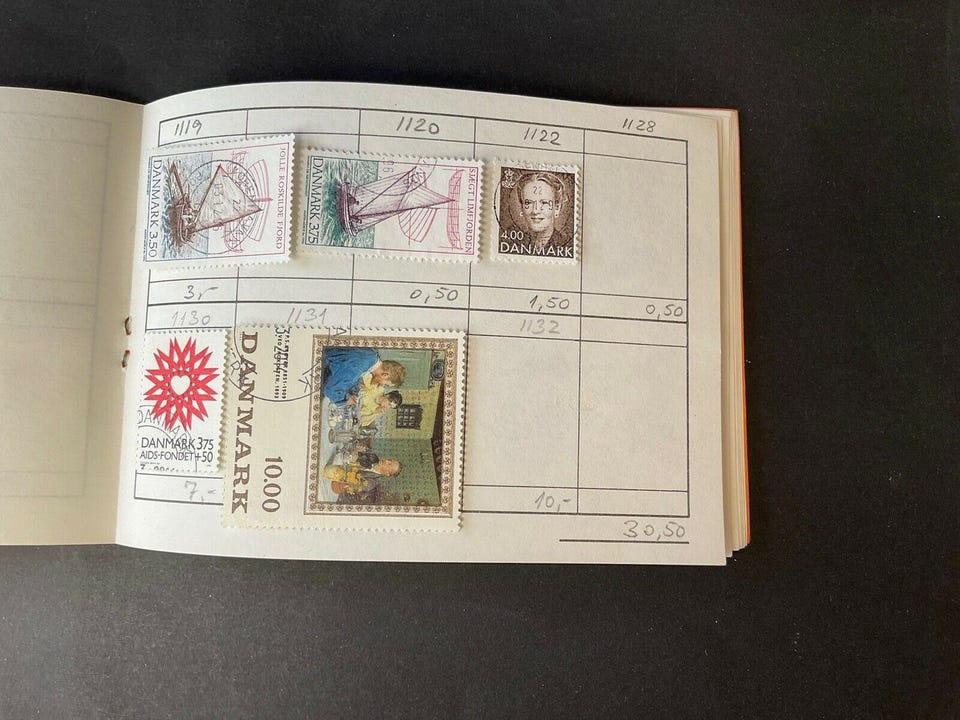 1119 1120 1122 1128
JOLLE ROSKILDE FJORD
DANMARK 3.50
SJÆGT LIMFJORDEN
DANMARK 3.75
4.00
DANMARK
3,- 0,50 1,50 0,50
1130 1131 1132
DANMARK 3.75
AIDS-FONDET+50
DANMARK
10.00
7,- 10,-
30,50